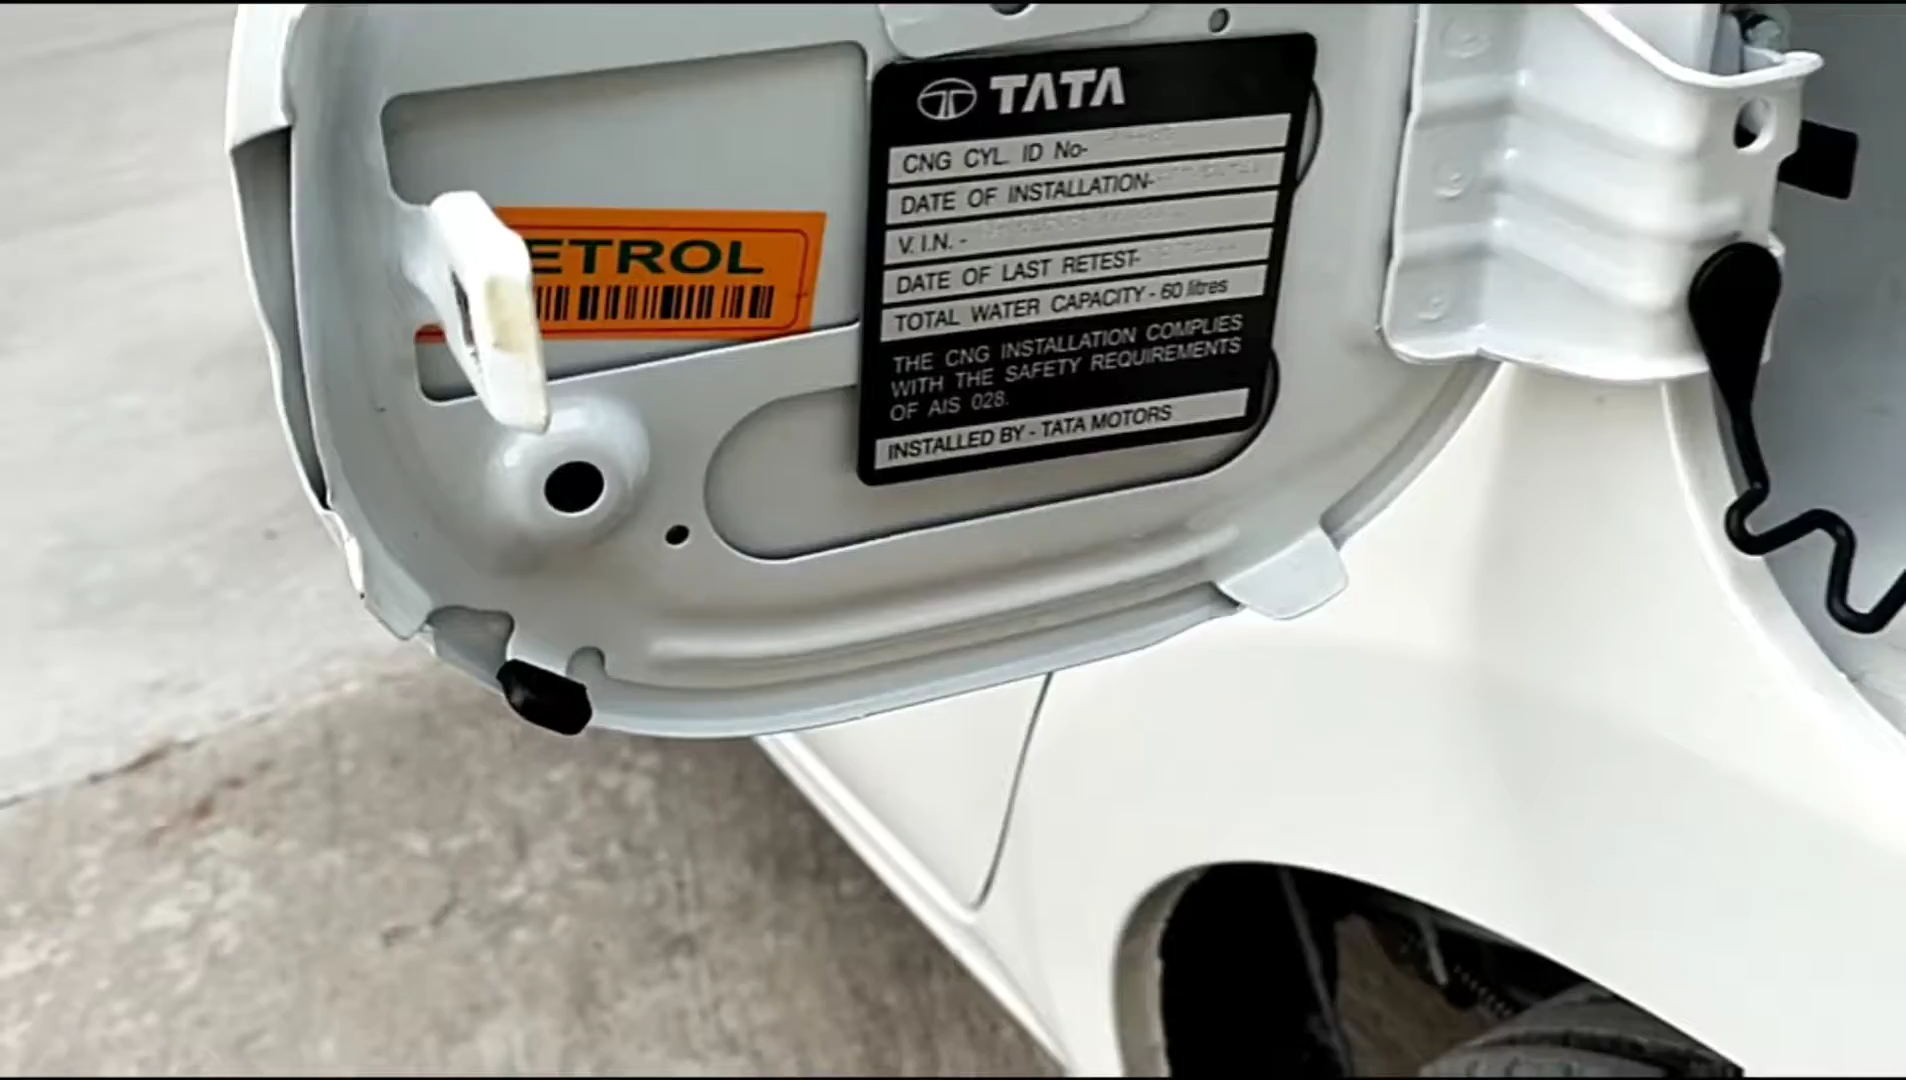 TATA
CNG CYL. ID No-
DATE OF INSTALLATION-
V.I.N. -
DATE OF LAST RETEST-
TOTAL WATER CAPACITY - 60 litres
THE CNG INSTALLATION COMPLIES
WITH THE SAFETY REQUIREMENTS
OF AIS 028.
INSTALLED BY - TATA MOTORS
ETROL